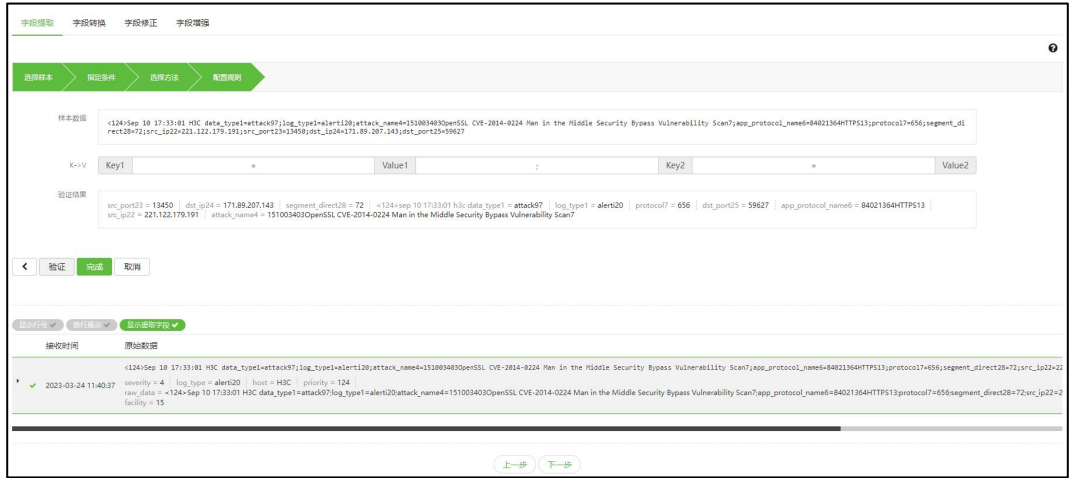 字段提取 字段转换 字段修正 字段增强
选择样本 指定条件 选择方法 配置规则
样本数据
<124>Sep 10 17:33:01 H3C data_type1=attack97;log_type1=alerti20;attack_name4=151003403OpenSSL CVE-2014-0224 Man in the Middle Security Bypass Vulnerability Scan7;app_protocol_name6=84021364HTTPS13;protocol7=656;segment_di
rect28=72;src_ip22=221.122.179.191;src_port23=13450;dst_ip24=171.89.207.143;dst_port25=59627
K->V Key1 = Value1 ; Key2 = Value2
验证结果
src_port23 = 13450 dst_ip24 = 171.89.207.143 segment_direct28 = 72 <124>sep 10 17:33:01 h3c data_type1 = attack97 log_type1 = alerti20 protocol7 = 656 dst_port25 = 59627 app_protocol_name6 = 84021364HTTPS13
src_ip22 = 221.122.179.191 attack_name4 = 151003403OpenSSL CVE-2014-0224 Man in the Middle Security Bypass Vulnerability Scan7
验证 完成 取消
显示行号 换行展示 显示提取字段
接收时间 原始数据
<124>Sep 10 17:33:01 H3C data_type1=attack97;log_type1=alerti20;attack_name4=151003403OpenSSL CVE-2014-0224 Man in the Middle Security Bypass Vulnerability Scan7;app_protocol_name6=84021364HTTPS13;protocol7=656;segment_direct28=72;src_ip22=22
2023-03-24 11:40:37 severity = 4 log_type = alerti20 host = H3C priority = 124
raw_data = <124>Sep 10 17:33:01 H3C data_type1=attack97;log_type1=alerti20;attack_name4=151003403OpenSSL CVE-2014-0224 Man in the Middle Security Bypass Vulnerability Scan7;app_protocol_name6=84021364HTTPS13;protocol7=656;segment_direct28=72;src_ip22=2
facility = 15
上一步 下一步